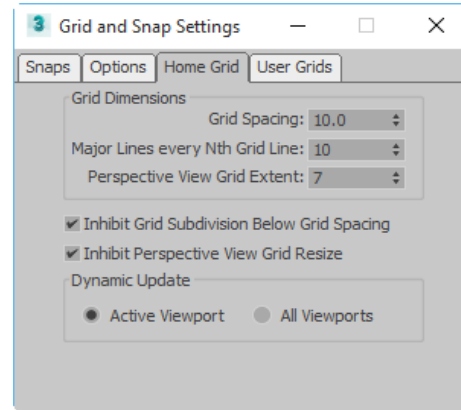 3 Grid and Snap Settings
Snaps Options Home Grid User Grids
Grid Dimensions
Grid Spacing: 10.0
Major Lines every Nth Grid Line: 10
Perspective View Grid Extent: 7
Inhibit Grid Subdivision Below Grid Spacing
Inhibit Perspective View Grid Resize
Dynamic Update
Active Viewport All Viewports